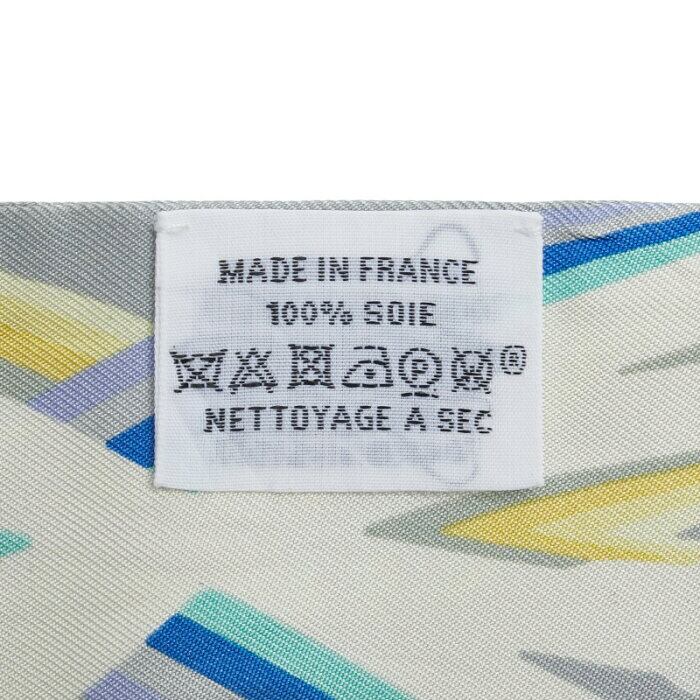 MADE IN FRANCE
100% SOIE
P ®
NETTOYAGE A SEC